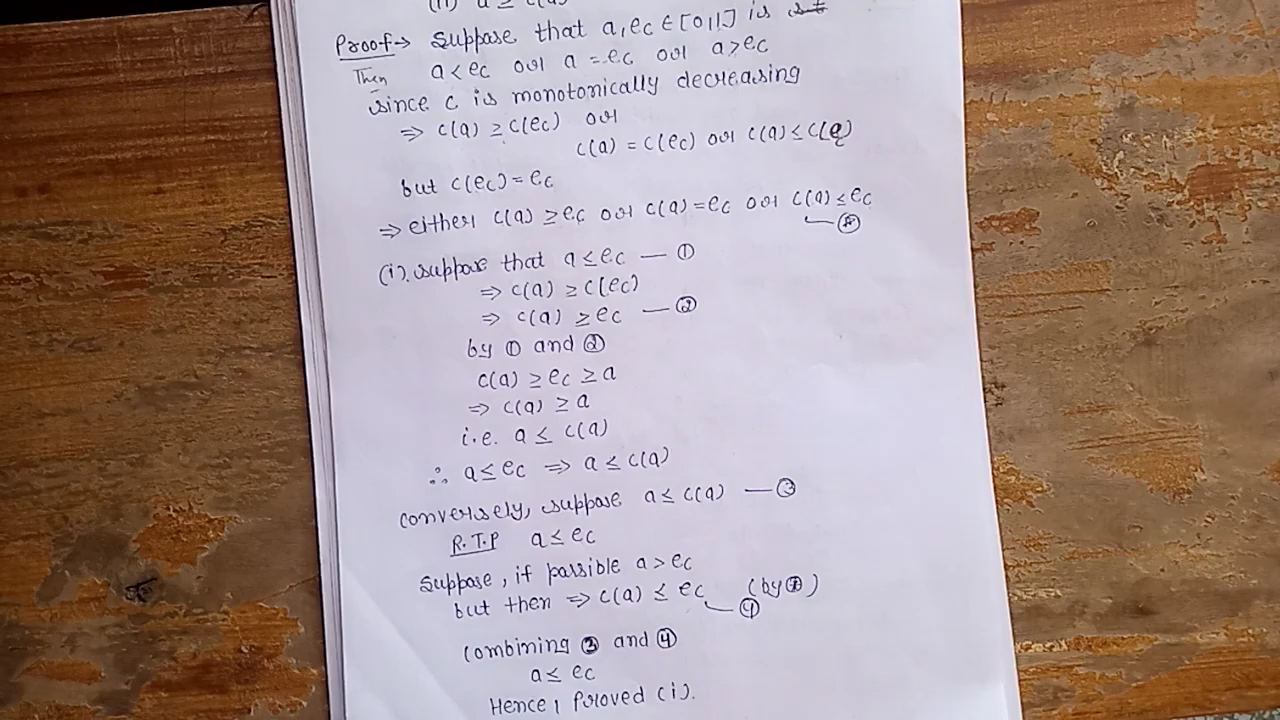 (ii) a ≥ c(a)
Proof→ Suppose that a, ec ∈ [0,1] is
Then a < ec or a = ec or a > ec
since c is monotonically decreasing
⇒ c(a) ≥ c(ec) or
c(a) = c(ec) or c(a) ≤ c(ec)
but c(ec) = ec
⇒ either c(a) ≥ ec or c(a) = ec or c(a) ≤ ec — (*)
(i). suppose that a ≤ ec — ①
⇒ c(a) ≥ c(ec)
⇒ c(a) ≥ ec — ②
by ① and ②
c(a) ≥ ec ≥ a
⇒ c(a) ≥ a
i.e. a ≤ c(a)
∴ a ≤ ec ⇒ a ≤ c(a)
conversely, suppose a ≤ c(a) — ③
R.T.P a ≤ ec
Suppose, if possible a > ec
but then ⇒ c(a) ≤ ec (by (*)) — ④
combining ③ and ④
a ≤ ec
Hence, Proved (i).